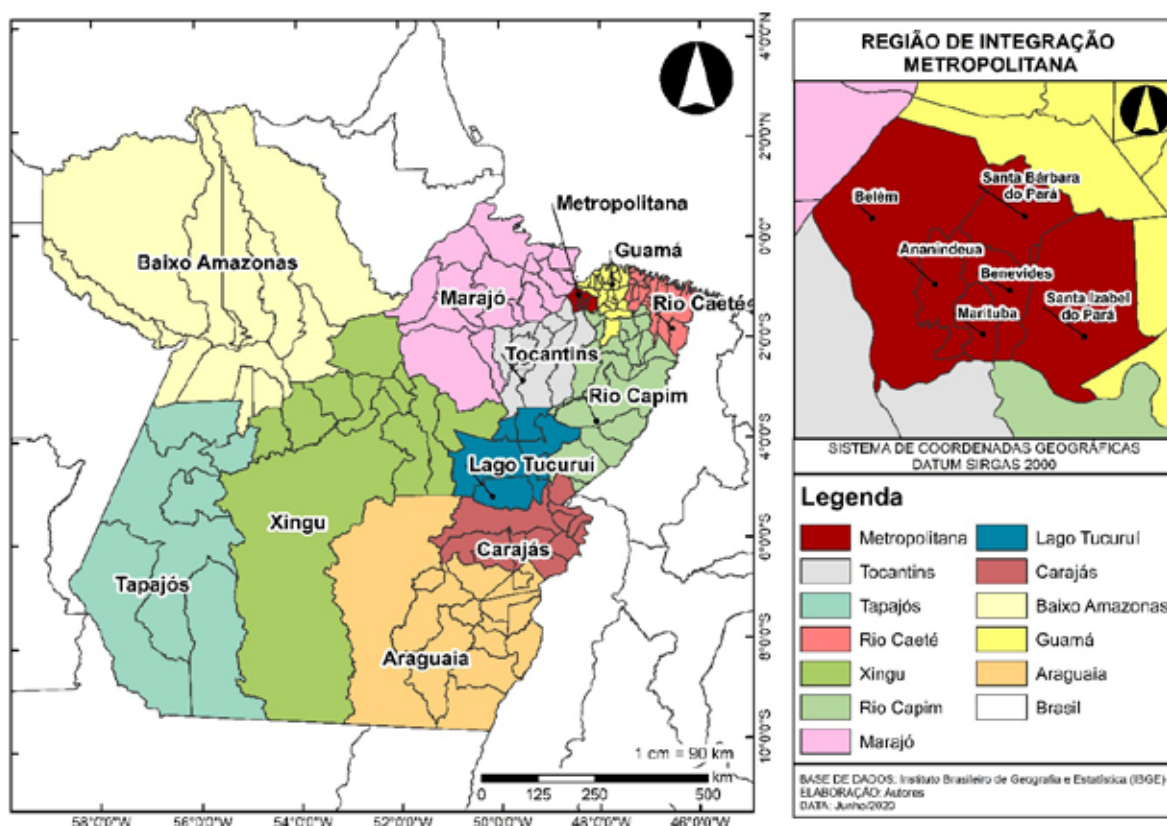 Baixo Amazonas
Metropolitana
Guamá
Marajó
Rio Caeté
Tocantins
Rio Capim
Lago Tucuruí
Xingu
Carajás
Tapajós
Araguaia
4°0'0"N
2°0'0"N
0°0'0"
2°0'0"S
4°0'0"S
6°0'0"S
8°0'0"S
10°0'0"S
1 cm = 90 km
km
0 125 250 500
58°0'0"W 56°0'0"W 54°0'0"W 52°0'0"W 50°0'0"W 48°0'0"W 46°0'0"W
REGIÃO DE INTEGRAÇÃO
METROPOLITANA
Santa Bárbara
do Pará
Belém
Ananindeua
Benevides
Santa Izabel
do Pará
Marituba
SISTEMA DE COORDENADAS GEOGRÁFICAS
DATUM SIRGAS 2000
Legenda
Metropolitana
Lago Tucuruí
Tocantins
Carajás
Tapajós
Baixo Amazonas
Rio Caeté
Guamá
Xingu
Araguaia
Rio Capim
Brasil
Marajó
BASE DE DADOS: Instituto Brasileiro de Geografia e Estatística (IBGE)
ELABORAÇÃO: Autores
DATA: Junho/2020